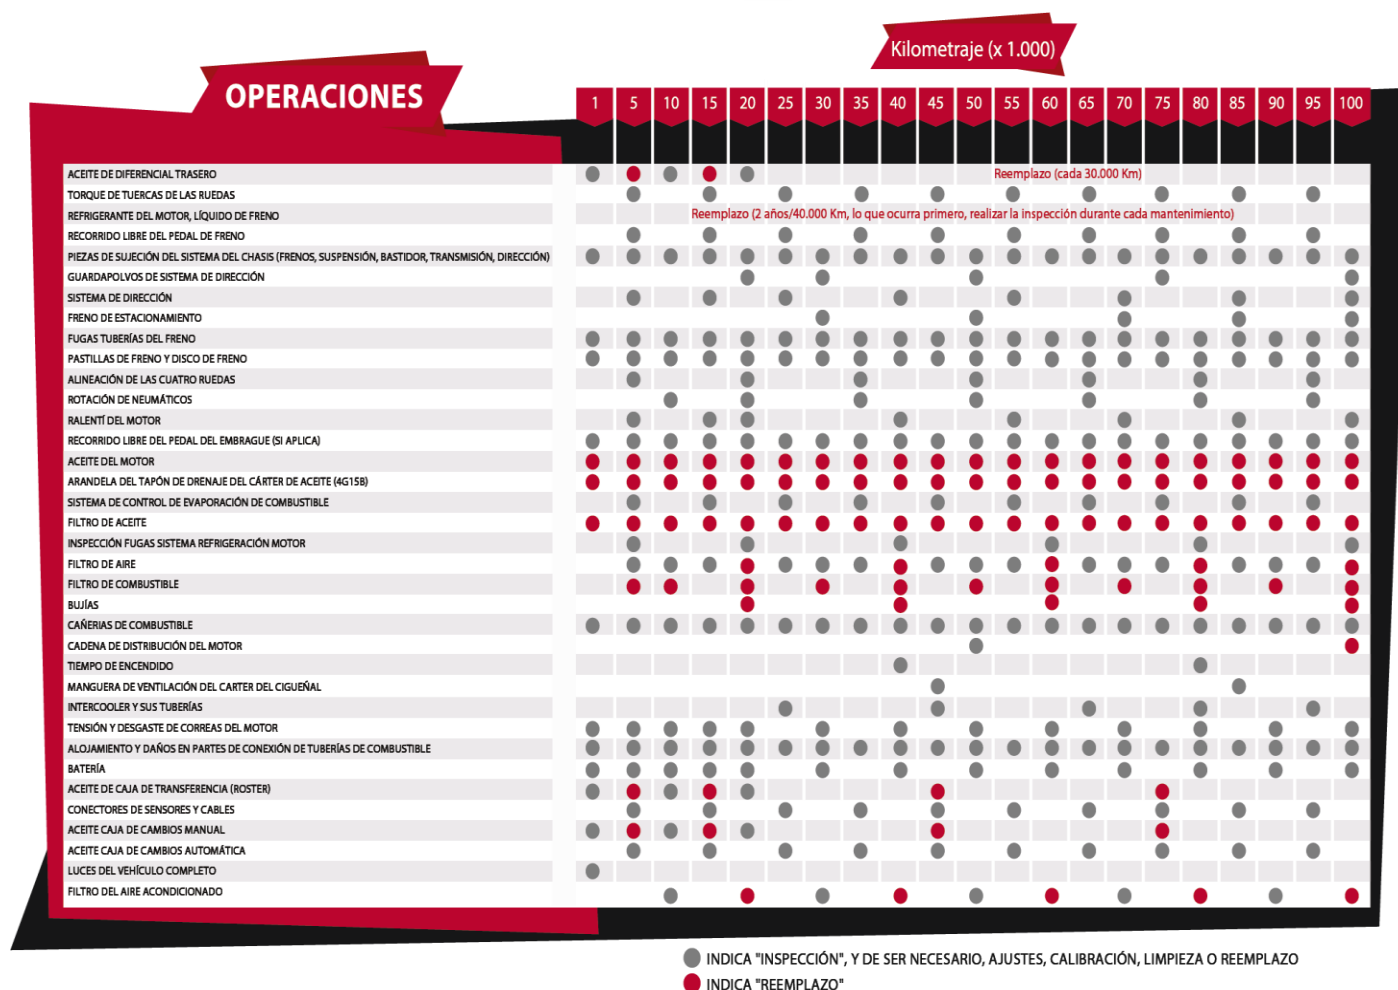 Kilometraje (x 1.000)
OPERACIONES
1 5 10 15 20 25 30 35 40 45 50 55 60 65 70 75 80 85 90 95 100
ACEITE DE DIFERENCIAL TRASERO Reemplazo (cada 30.000 Km)
TORQUE DE TUERCAS DE LAS RUEDAS
REFRIGERANTE DEL MOTOR, LÍQUIDO DE FRENO Reemplazo (2 años/40.000 Km, lo que ocurra primero, realizar la inspección durante cada mantenimiento)
RECORRIDO LIBRE DEL PEDAL DE FRENO
PIEZAS DE SUJECIÓN DEL SISTEMA DEL CHASIS (FRENOS, SUSPENSIÓN, BASTIDOR, TRANSMISIÓN, DIRECCIÓN)
GUARDAPOLVOS DE SISTEMA DE DIRECCIÓN
SISTEMA DE DIRECCIÓN
FRENO DE ESTACIONAMIENTO
FUGAS TUBERÍAS DEL FRENO
PASTILLAS DE FRENO Y DISCO DE FRENO
ALINEACIÓN DE LAS CUATRO RUEDAS
ROTACIÓN DE NEUMÁTICOS
RALENTÍ DEL MOTOR
RECORRIDO LIBRE DEL PEDAL DEL EMBRAGUE (SI APLICA)
ACEITE DEL MOTOR
ARANDELA DEL TAPÓN DE DRENAJE DEL CÁRTER DE ACEITE (4G15B)
SISTEMA DE CONTROL DE EVAPORACIÓN DE COMBUSTIBLE
FILTRO DE ACEITE
INSPECCIÓN FUGAS SISTEMA REFRIGERACIÓN MOTOR
FILTRO DE AIRE
FILTRO DE COMBUSTIBLE
BUJÍAS
CAÑERIAS DE COMBUSTIBLE
CADENA DE DISTRIBUCIÓN DEL MOTOR
TIEMPO DE ENCENDIDO
MANGUERA DE VENTILACIÓN DEL CARTER DEL CIGUEÑAL
INTERCOOLER Y SUS TUBERÍAS
TENSIÓN Y DESGASTE DE CORREAS DEL MOTOR
ALOJAMIENTO Y DAÑOS EN PARTES DE CONEXIÓN DE TUBERÍAS DE COMBUSTIBLE
BATERÍA
ACEITE DE CAJA DE TRANSFERENCIA (ROSTER)
CONECTORES DE SENSORES Y CABLES
ACEITE CAJA DE CAMBIOS MANUAL
ACEITE CAJA DE CAMBIOS AUTOMÁTICA
LUCES DEL VEHÍCULO COMPLETO
FILTRO DEL AIRE ACONDICIONADO
INDICA "INSPECCIÓN", Y DE SER NECESARIO, AJUSTES, CALIBRACIÓN, LIMPIEZA O REEMPLAZO
INDICA "REEMPLAZO"